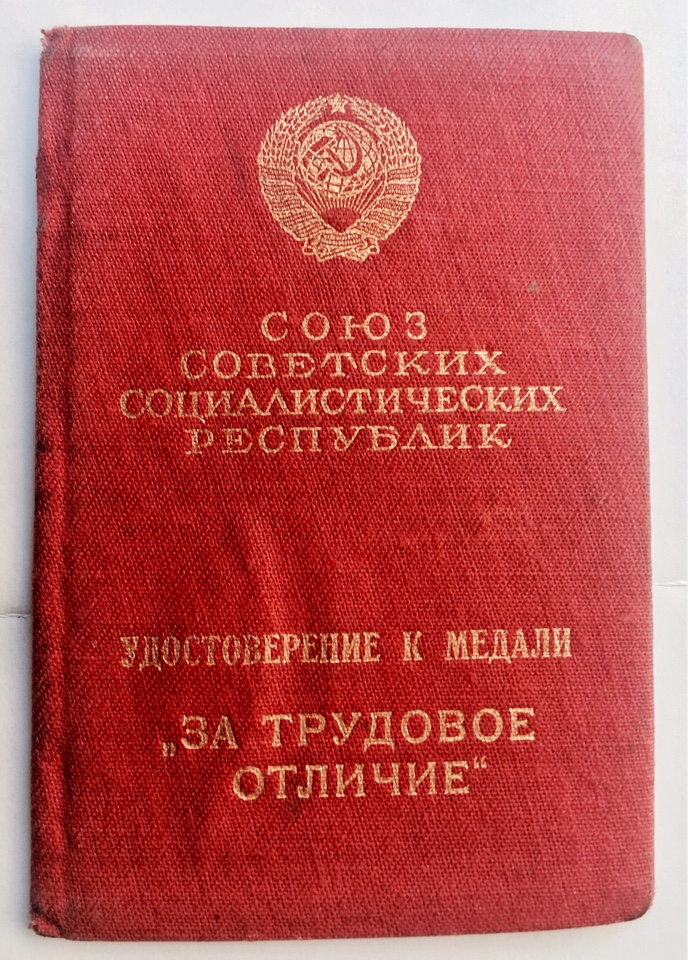 СОЮЗ
СОВЕТСКИХ
СОЦИАЛИСТИЧЕСКИХ
РЕСПУБЛИК
УДОСТОВЕРЕНИЕ К МЕДАЛИ
„ЗА ТРУДОВОЕ
ОТЛИЧИЕ“